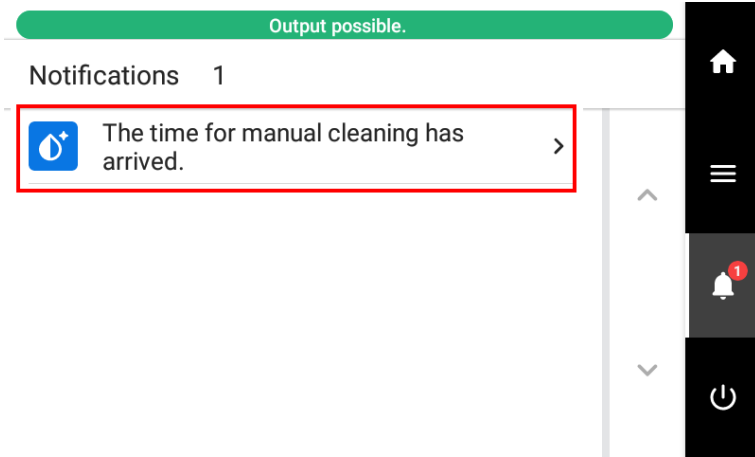 Output possible.
Notifications 1
The time for manual cleaning has
arrived.
1